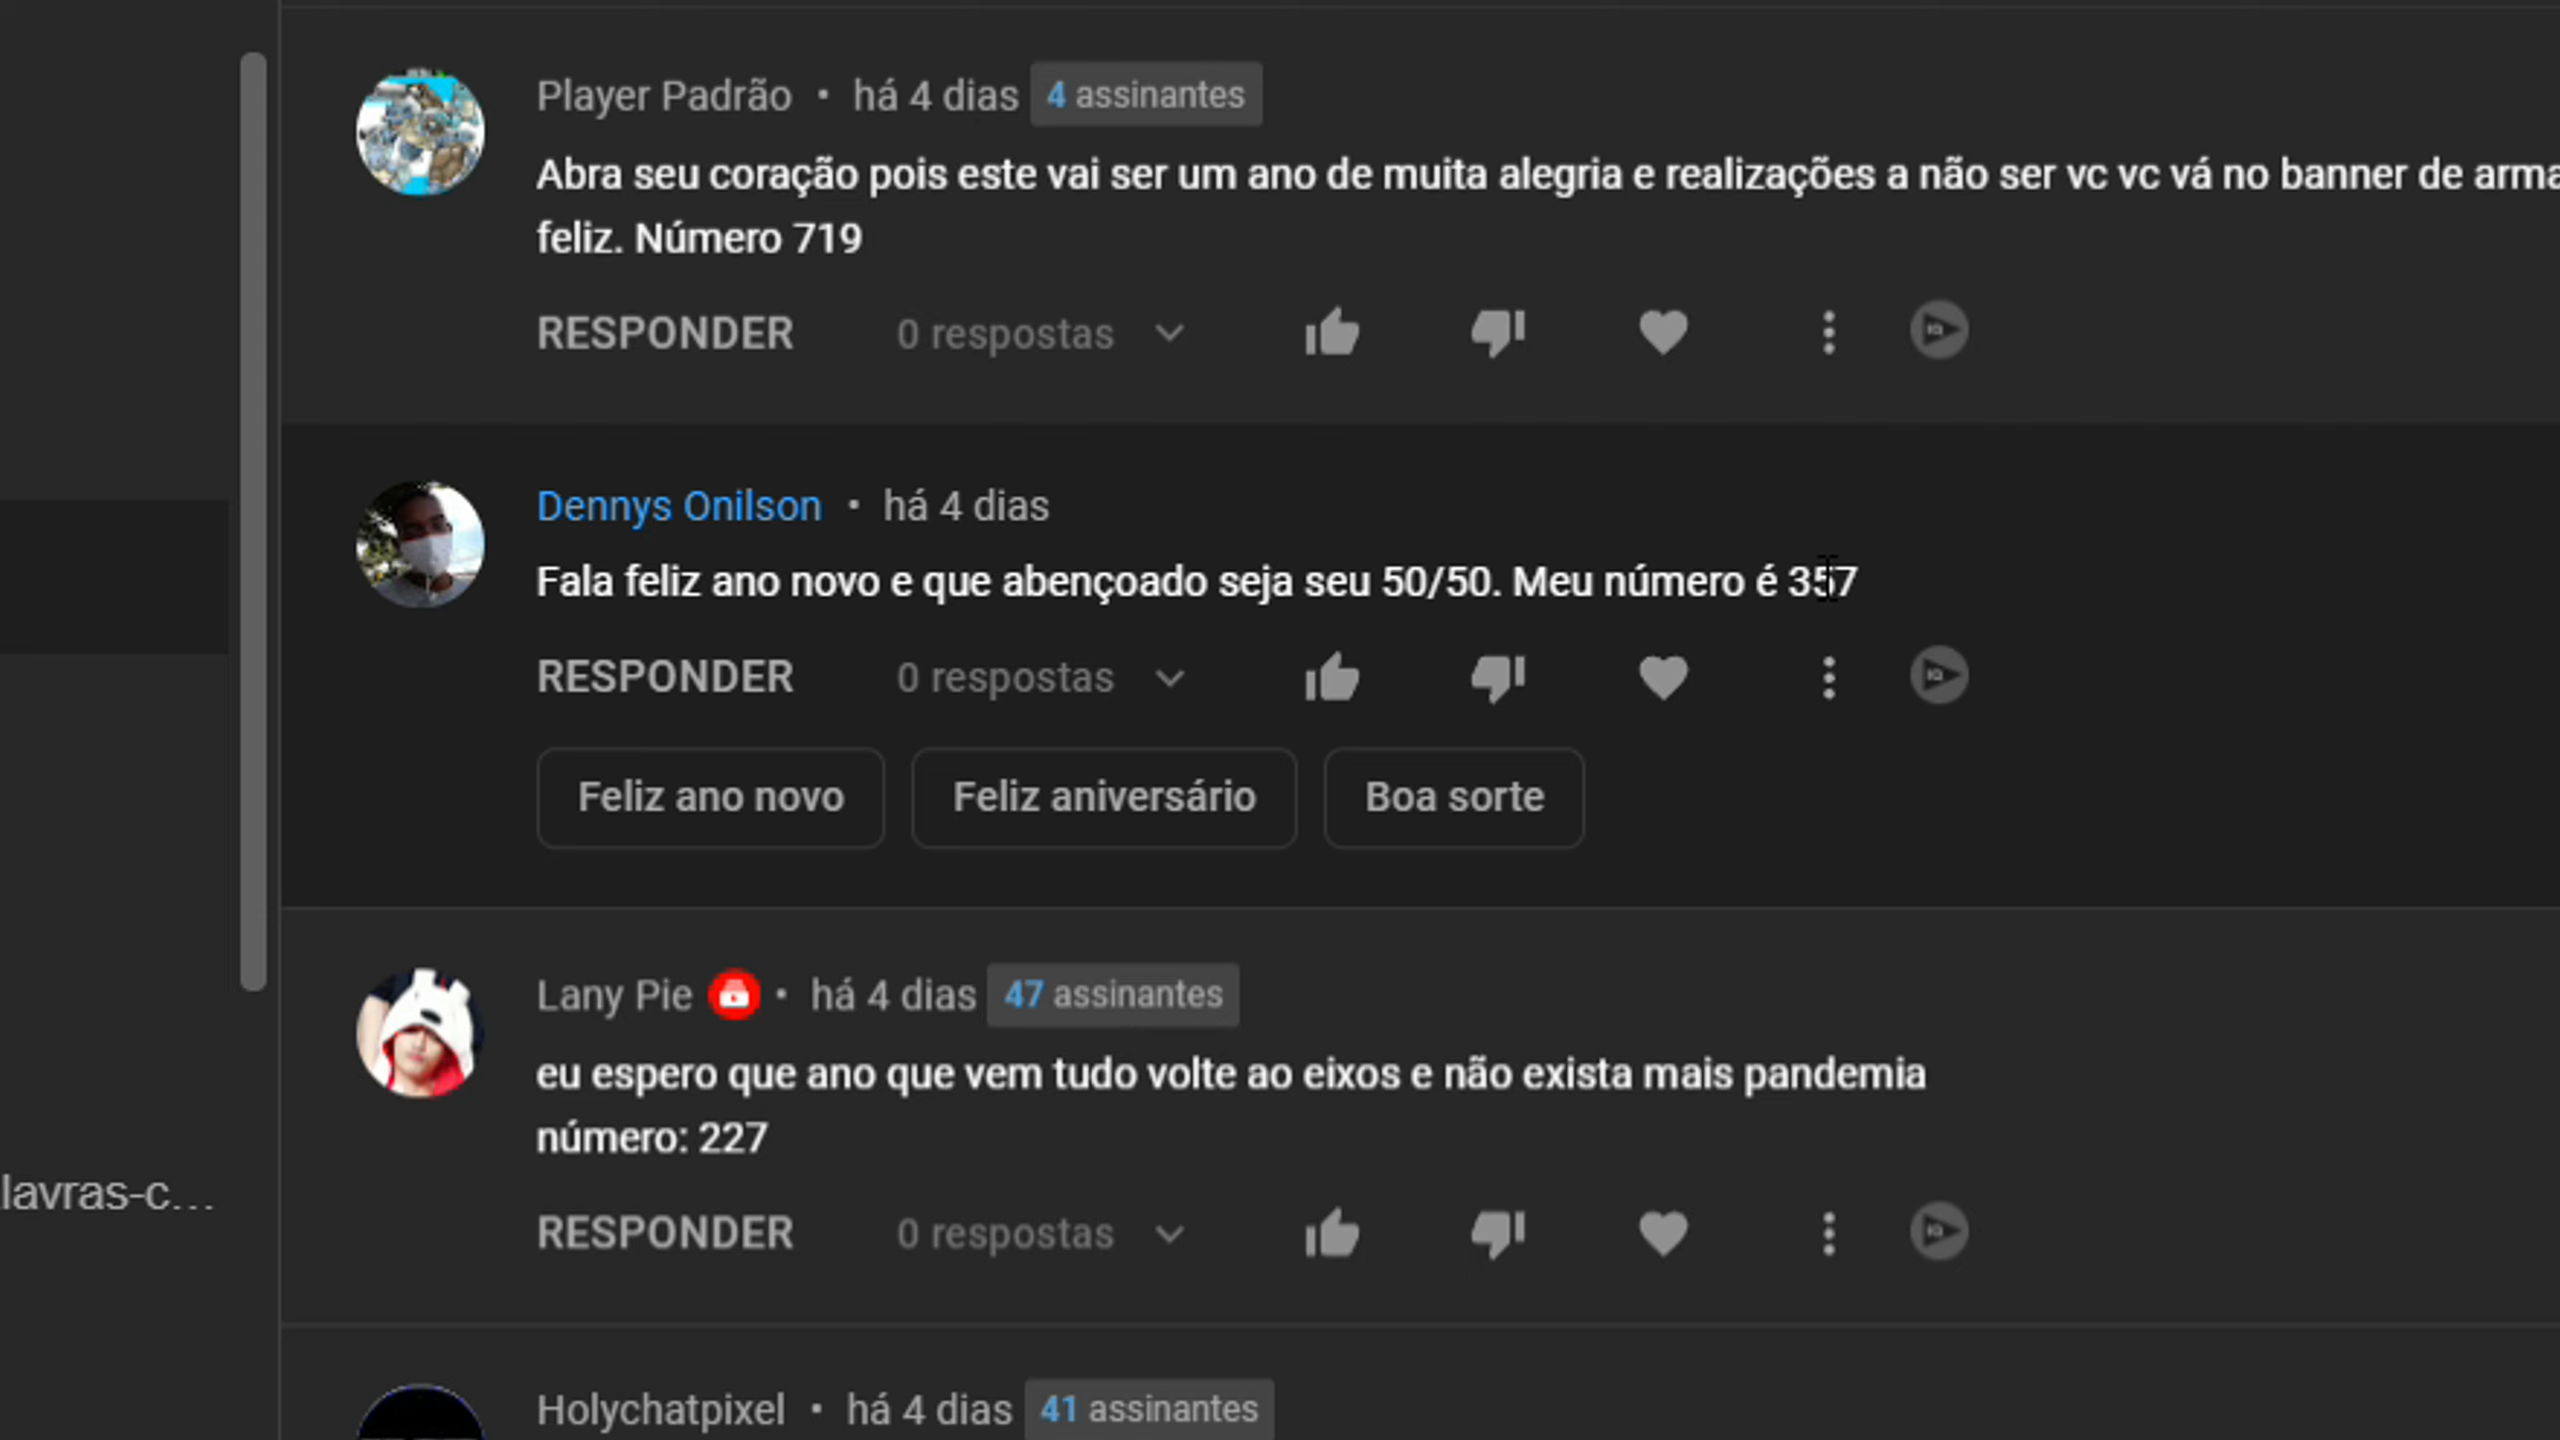 Player Padrão • há 4 dias 4 assinantes
Abra seu coração pois este vai ser um ano de muita alegria e realizações a não ser vc vc vá no banner de arma
feliz. Número 719
RESPONDER 0 respostas
Dennys Onilson • há 4 dias
Fala feliz ano novo e que abençoado seja seu 50/50. Meu número é 357
RESPONDER 0 respostas
Feliz ano novo Feliz aniversário Boa sorte
Lany Pie • há 4 dias 47 assinantes
eu espero que ano que vem tudo volte ao eixos e não exista mais pandemia
número: 227
lavras-c...
RESPONDER 0 respostas
Holychatpixel • há 4 dias 41 assinantes